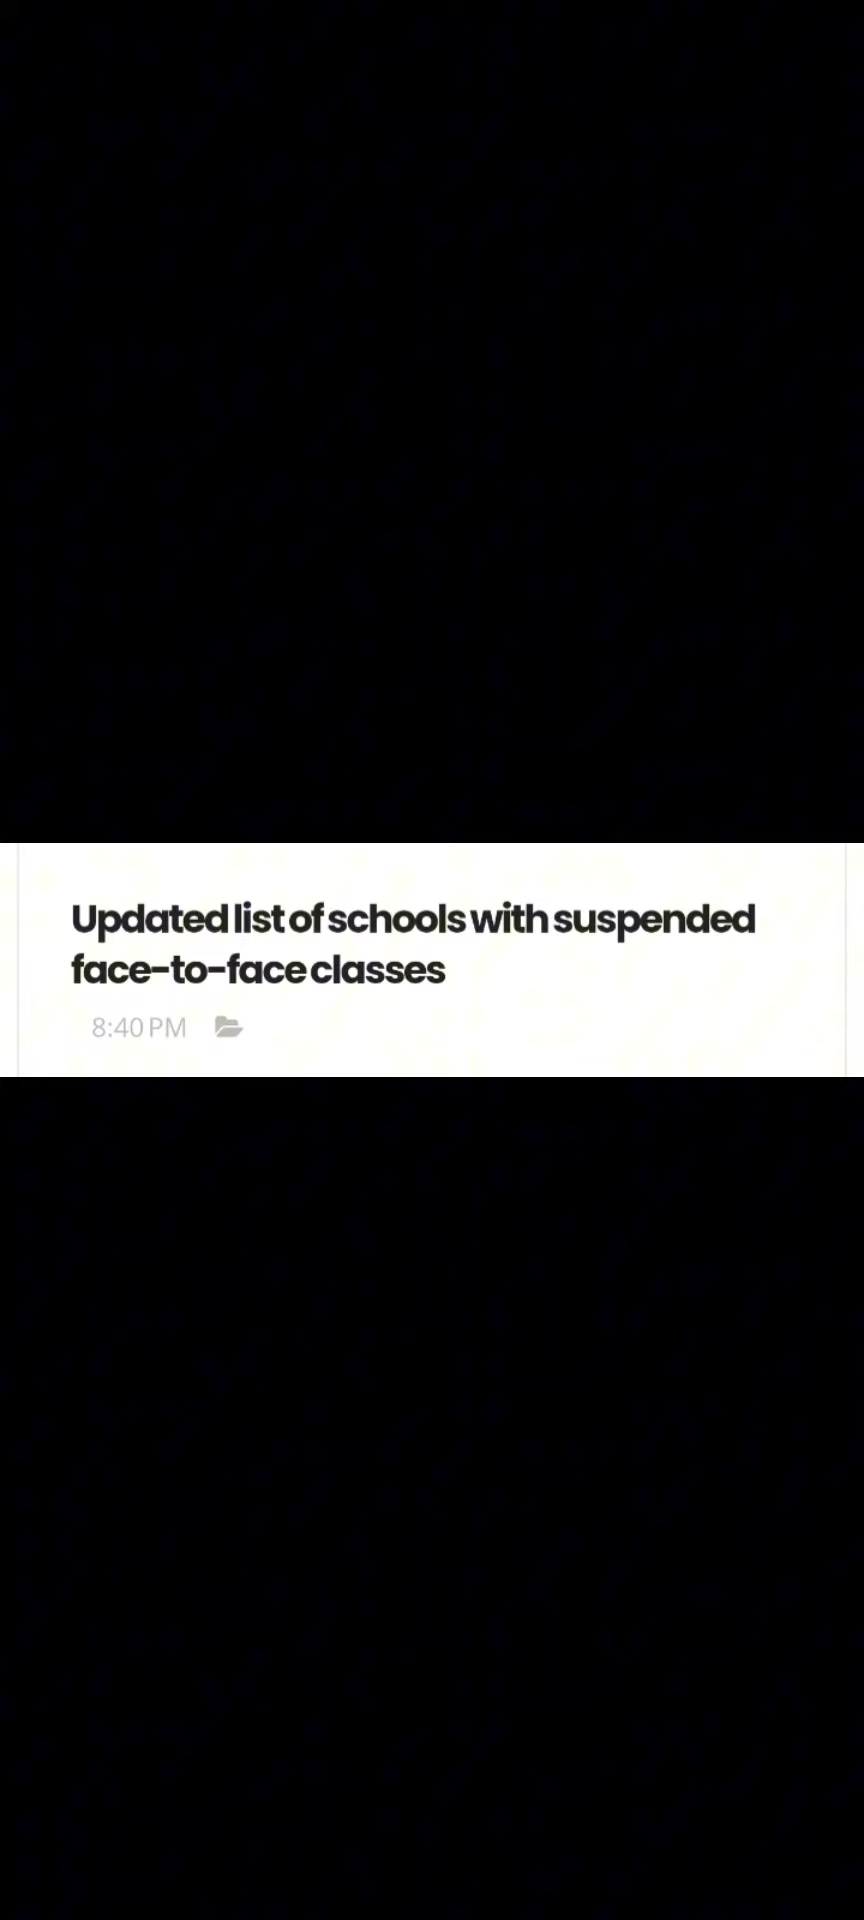 Updated list of schools with suspended
face-to-face classes
8:40 PM